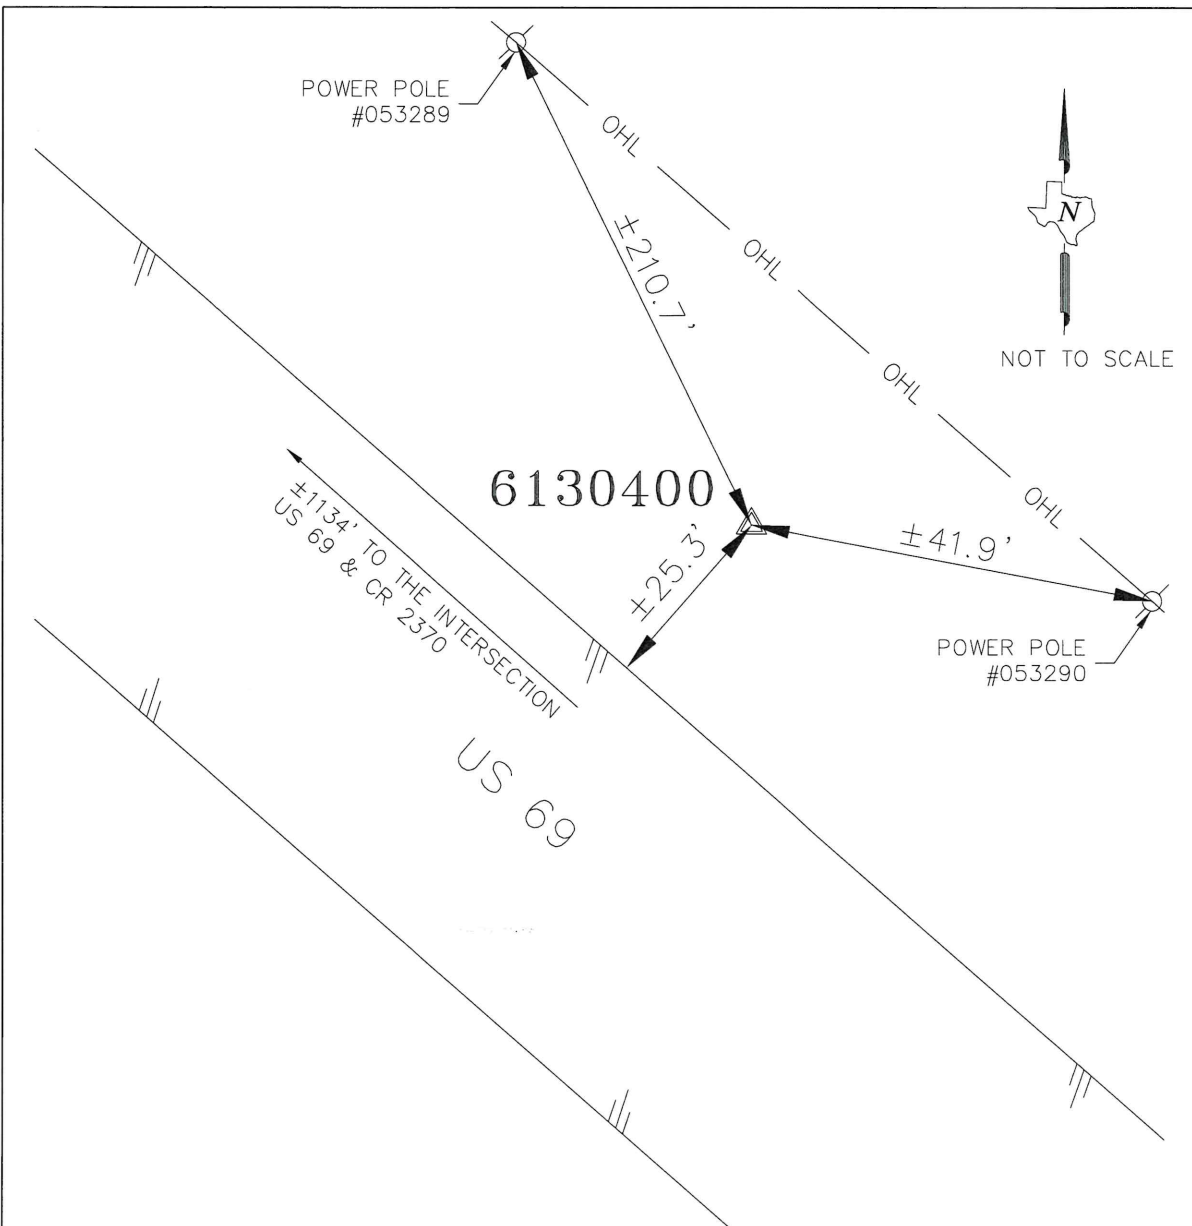 POWER POLE
#053289
OHL
±210.7'
OHL
N
NOT TO SCALE
OHL
6130400
OHL
±1134' TO THE INTERSECTION
US 69 & CR 2370
±25.3'
±41.9'
POWER POLE
#053290
US 69